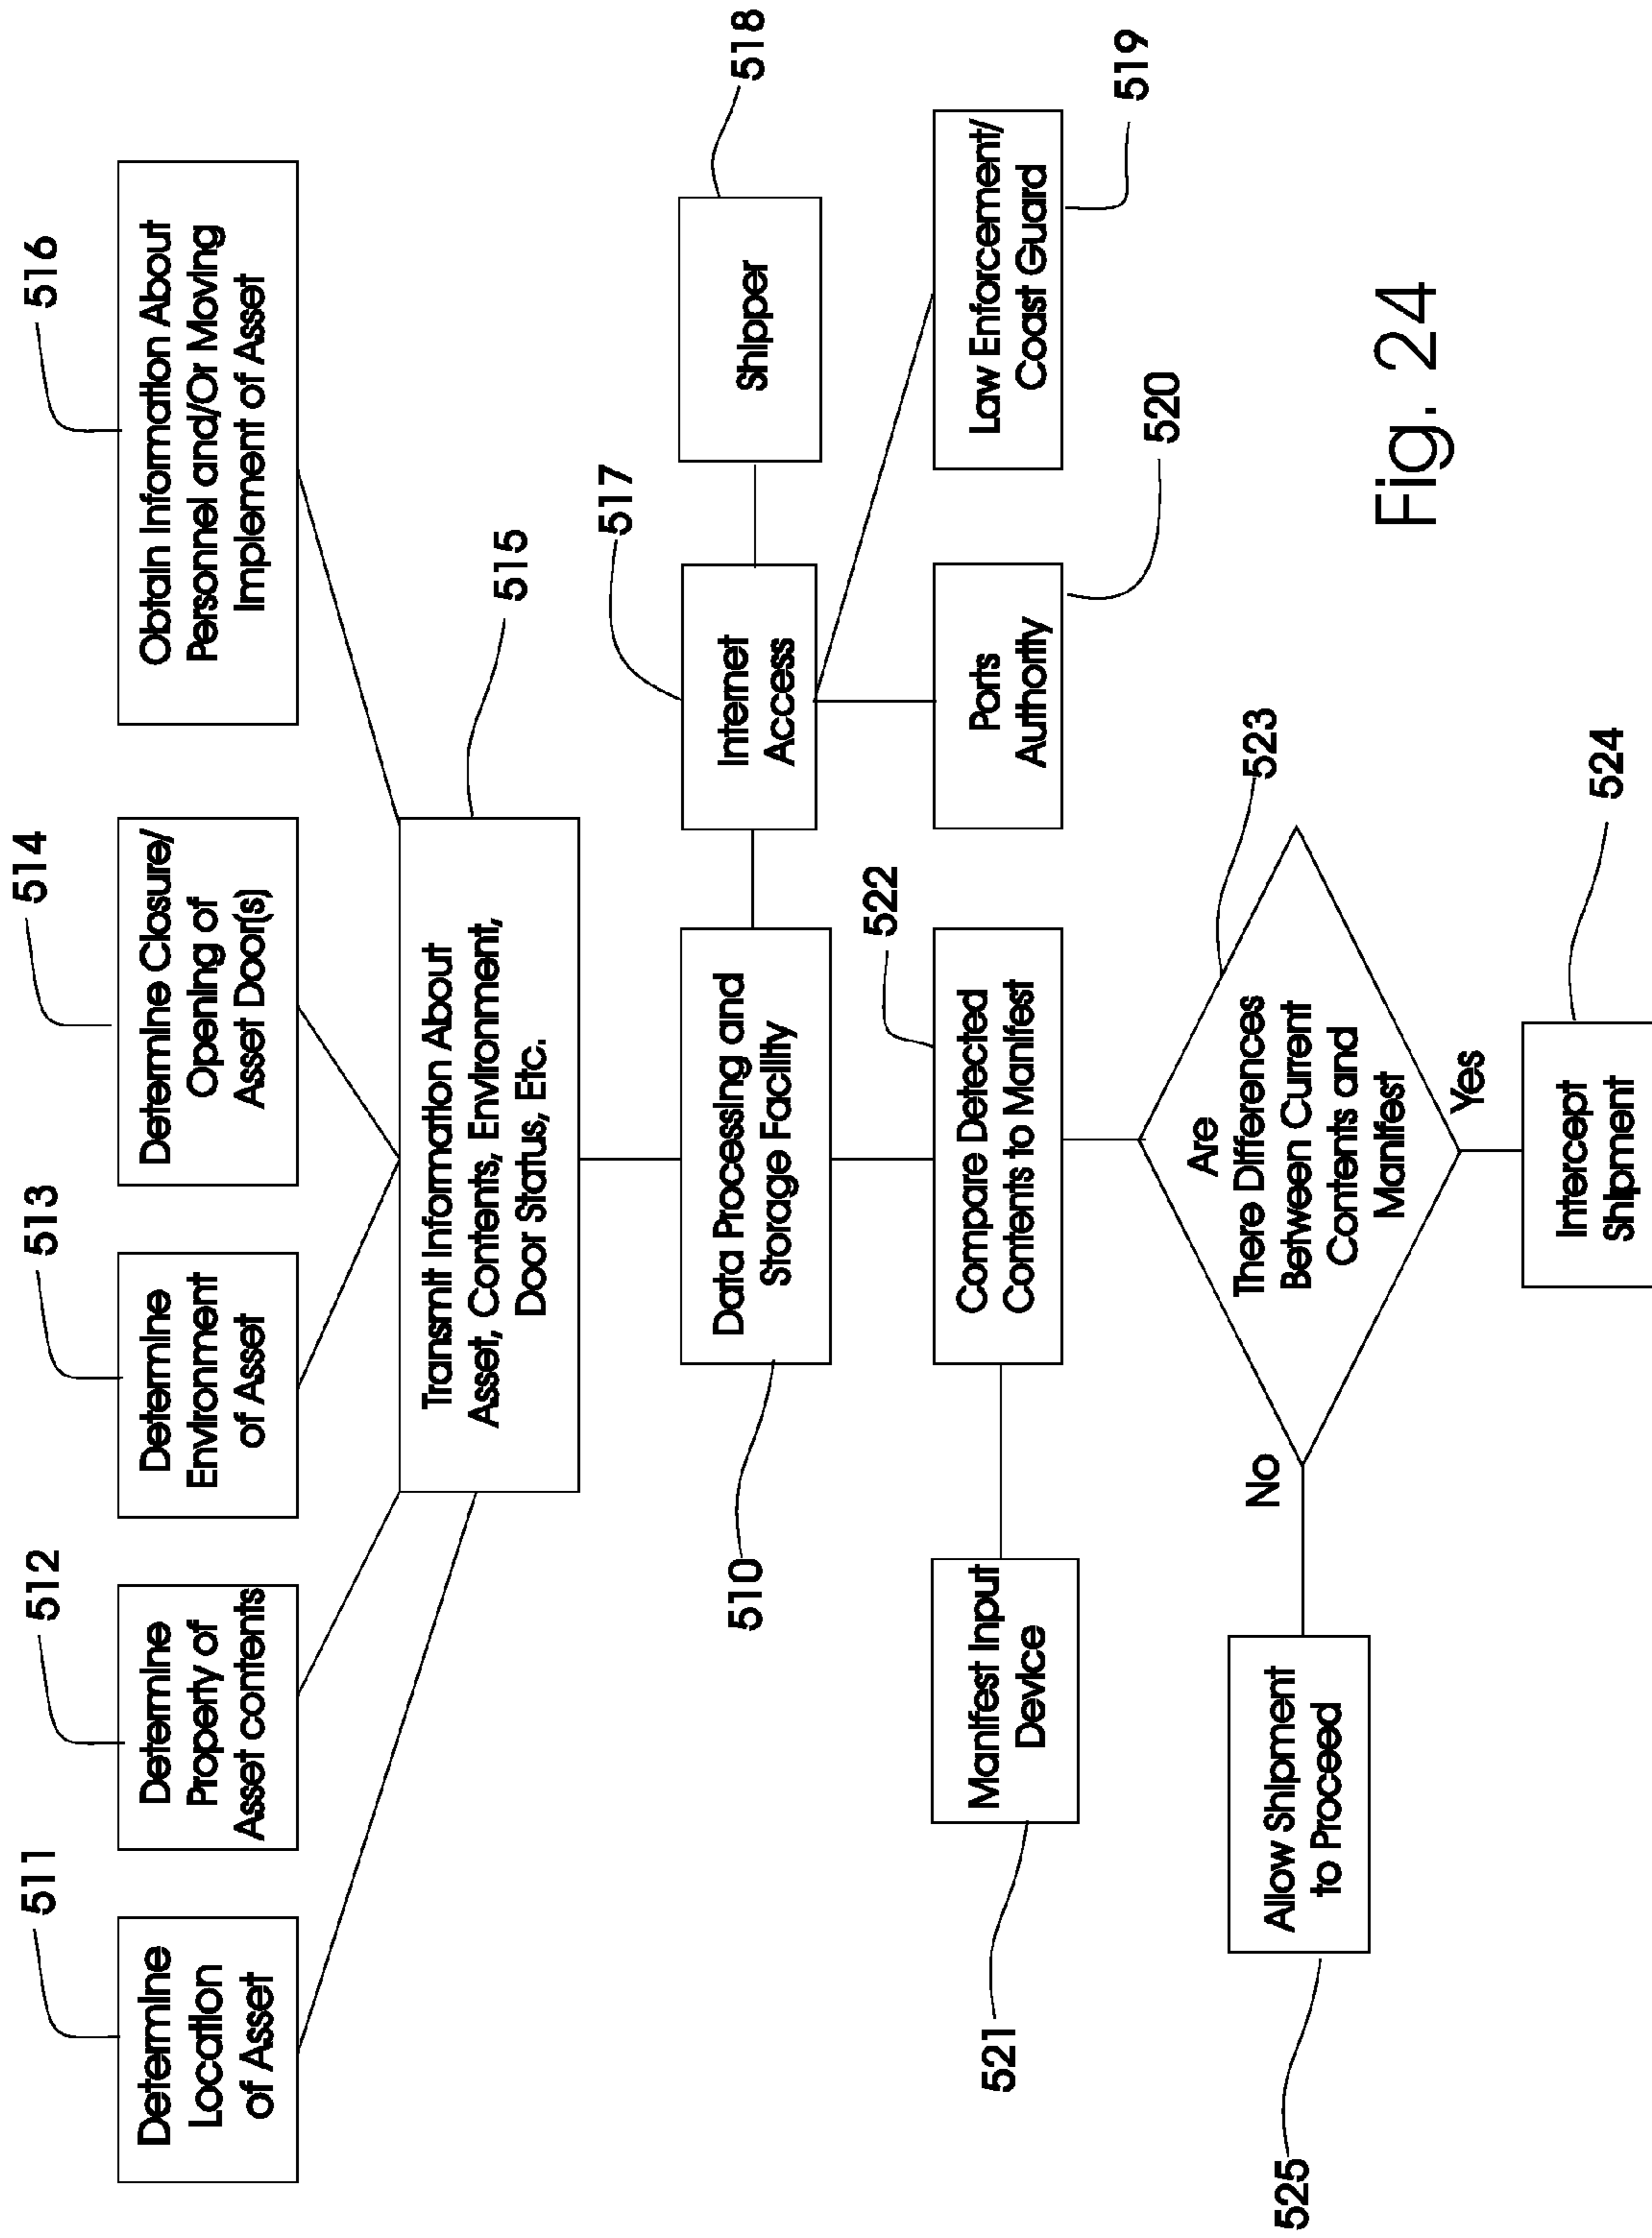 511
Determine
Location
of Asset
512
Determine
Property of
Asset contents
513
Determine
Environment
of Asset
514
Determine Closure/
Opening of
Asset Door(s)
516
Obtain Information About
Personnel and/Or Moving
Implement of Asset
515
Transmit Information About
Asset, Contents, Environment,
Door Status, Etc.
510
Data Processing and
Storage Facility
517
Internet
Access
518
Shipper
521
Manifest Input
Device
522
Compare Detected
Contents to Manifest
520
Ports
Authority
519
Law Enforcement/
Coast Guard
523
Are
There Differences
Between Current
Contents and
Manifest
No
Yes
525
Allow Shipment
to Proceed
524
Intercept
Shipment
Fig. 24